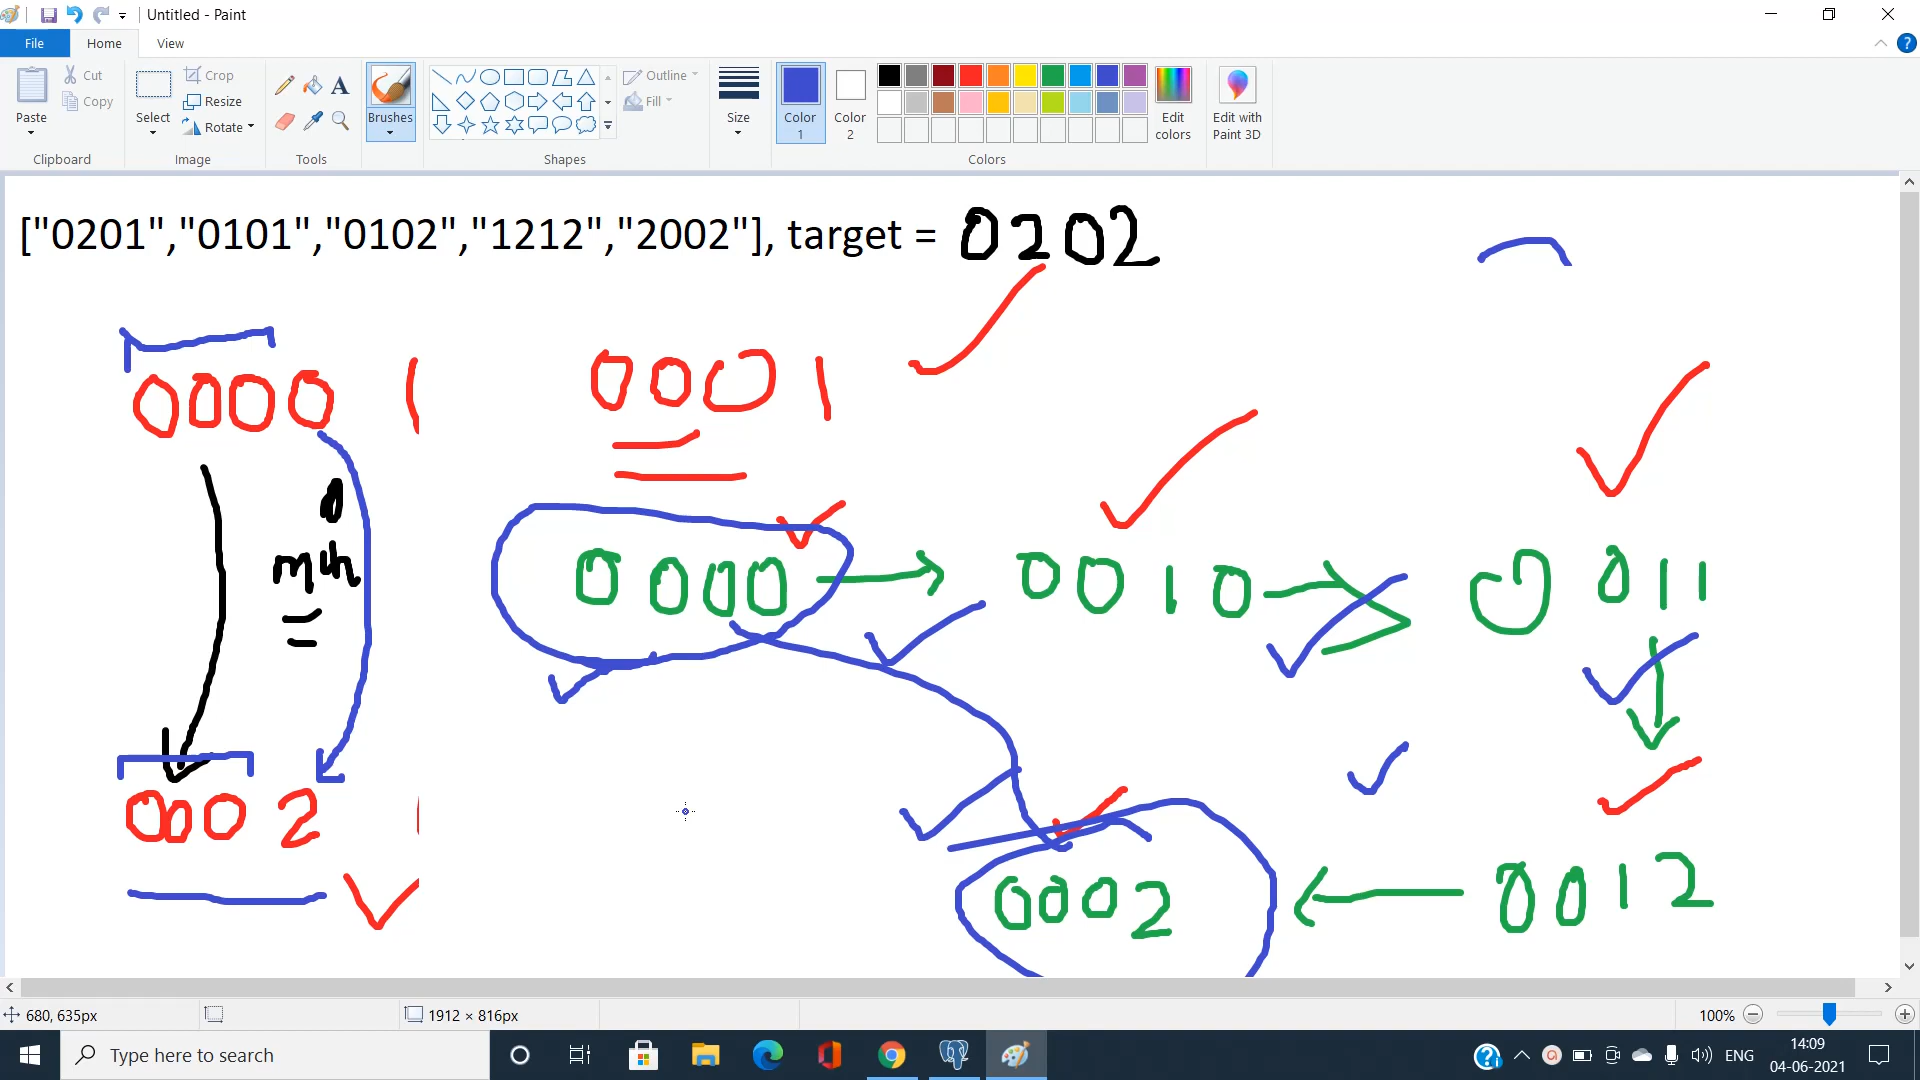 Untitled - Paint
File Home View
Paste
Cut
Copy
Clipboard
Select
Crop
Resize
Rotate
Image
Tools
Brushes
Outline
Fill
Shapes
Size
Color 1
Color 2
Edit colors
Colors
Edit with Paint 3D
["0201","0101","0102","1212","2002"], target = 0202
0000 1
0001
0
min
0000
0010
0011
0002
0002
0012
680, 635px
1912 × 816px
100%
Type here to search
ENG
14:09
04-06-2021